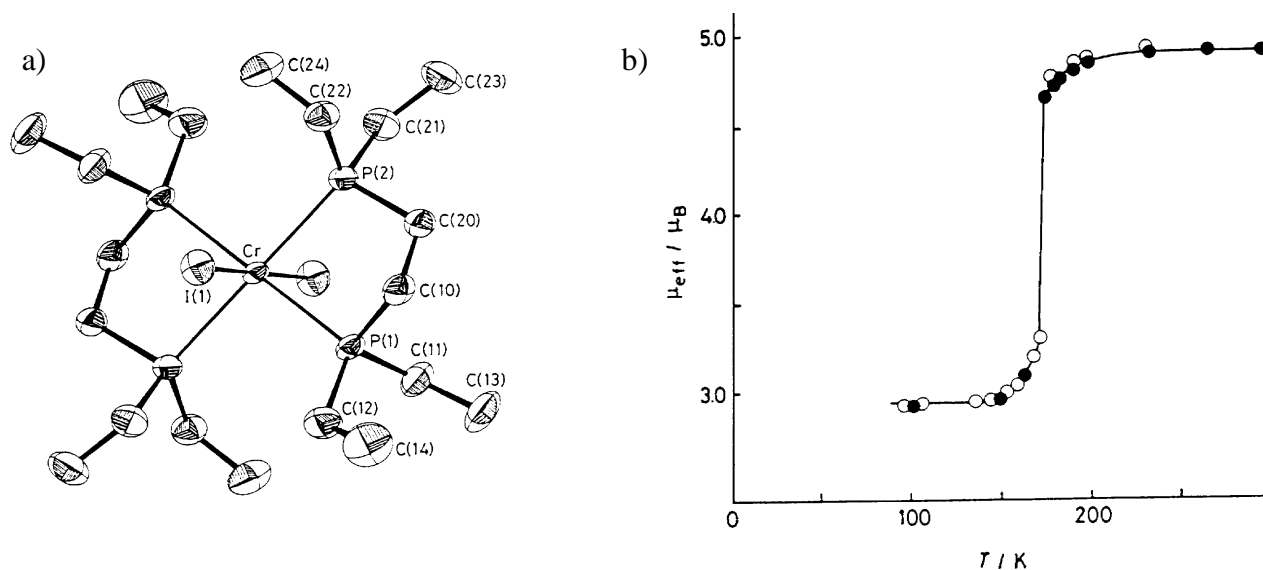 a)
C(24)
C(23)
C(22)
C(21)
P(2)
C(20)
Cr
I(1)
C(10)
P(1)
C(11)
C(13)
C(12)
C(14)
b)
μeff / μB
5.0
4.0
3.0
0
100
200
T / K